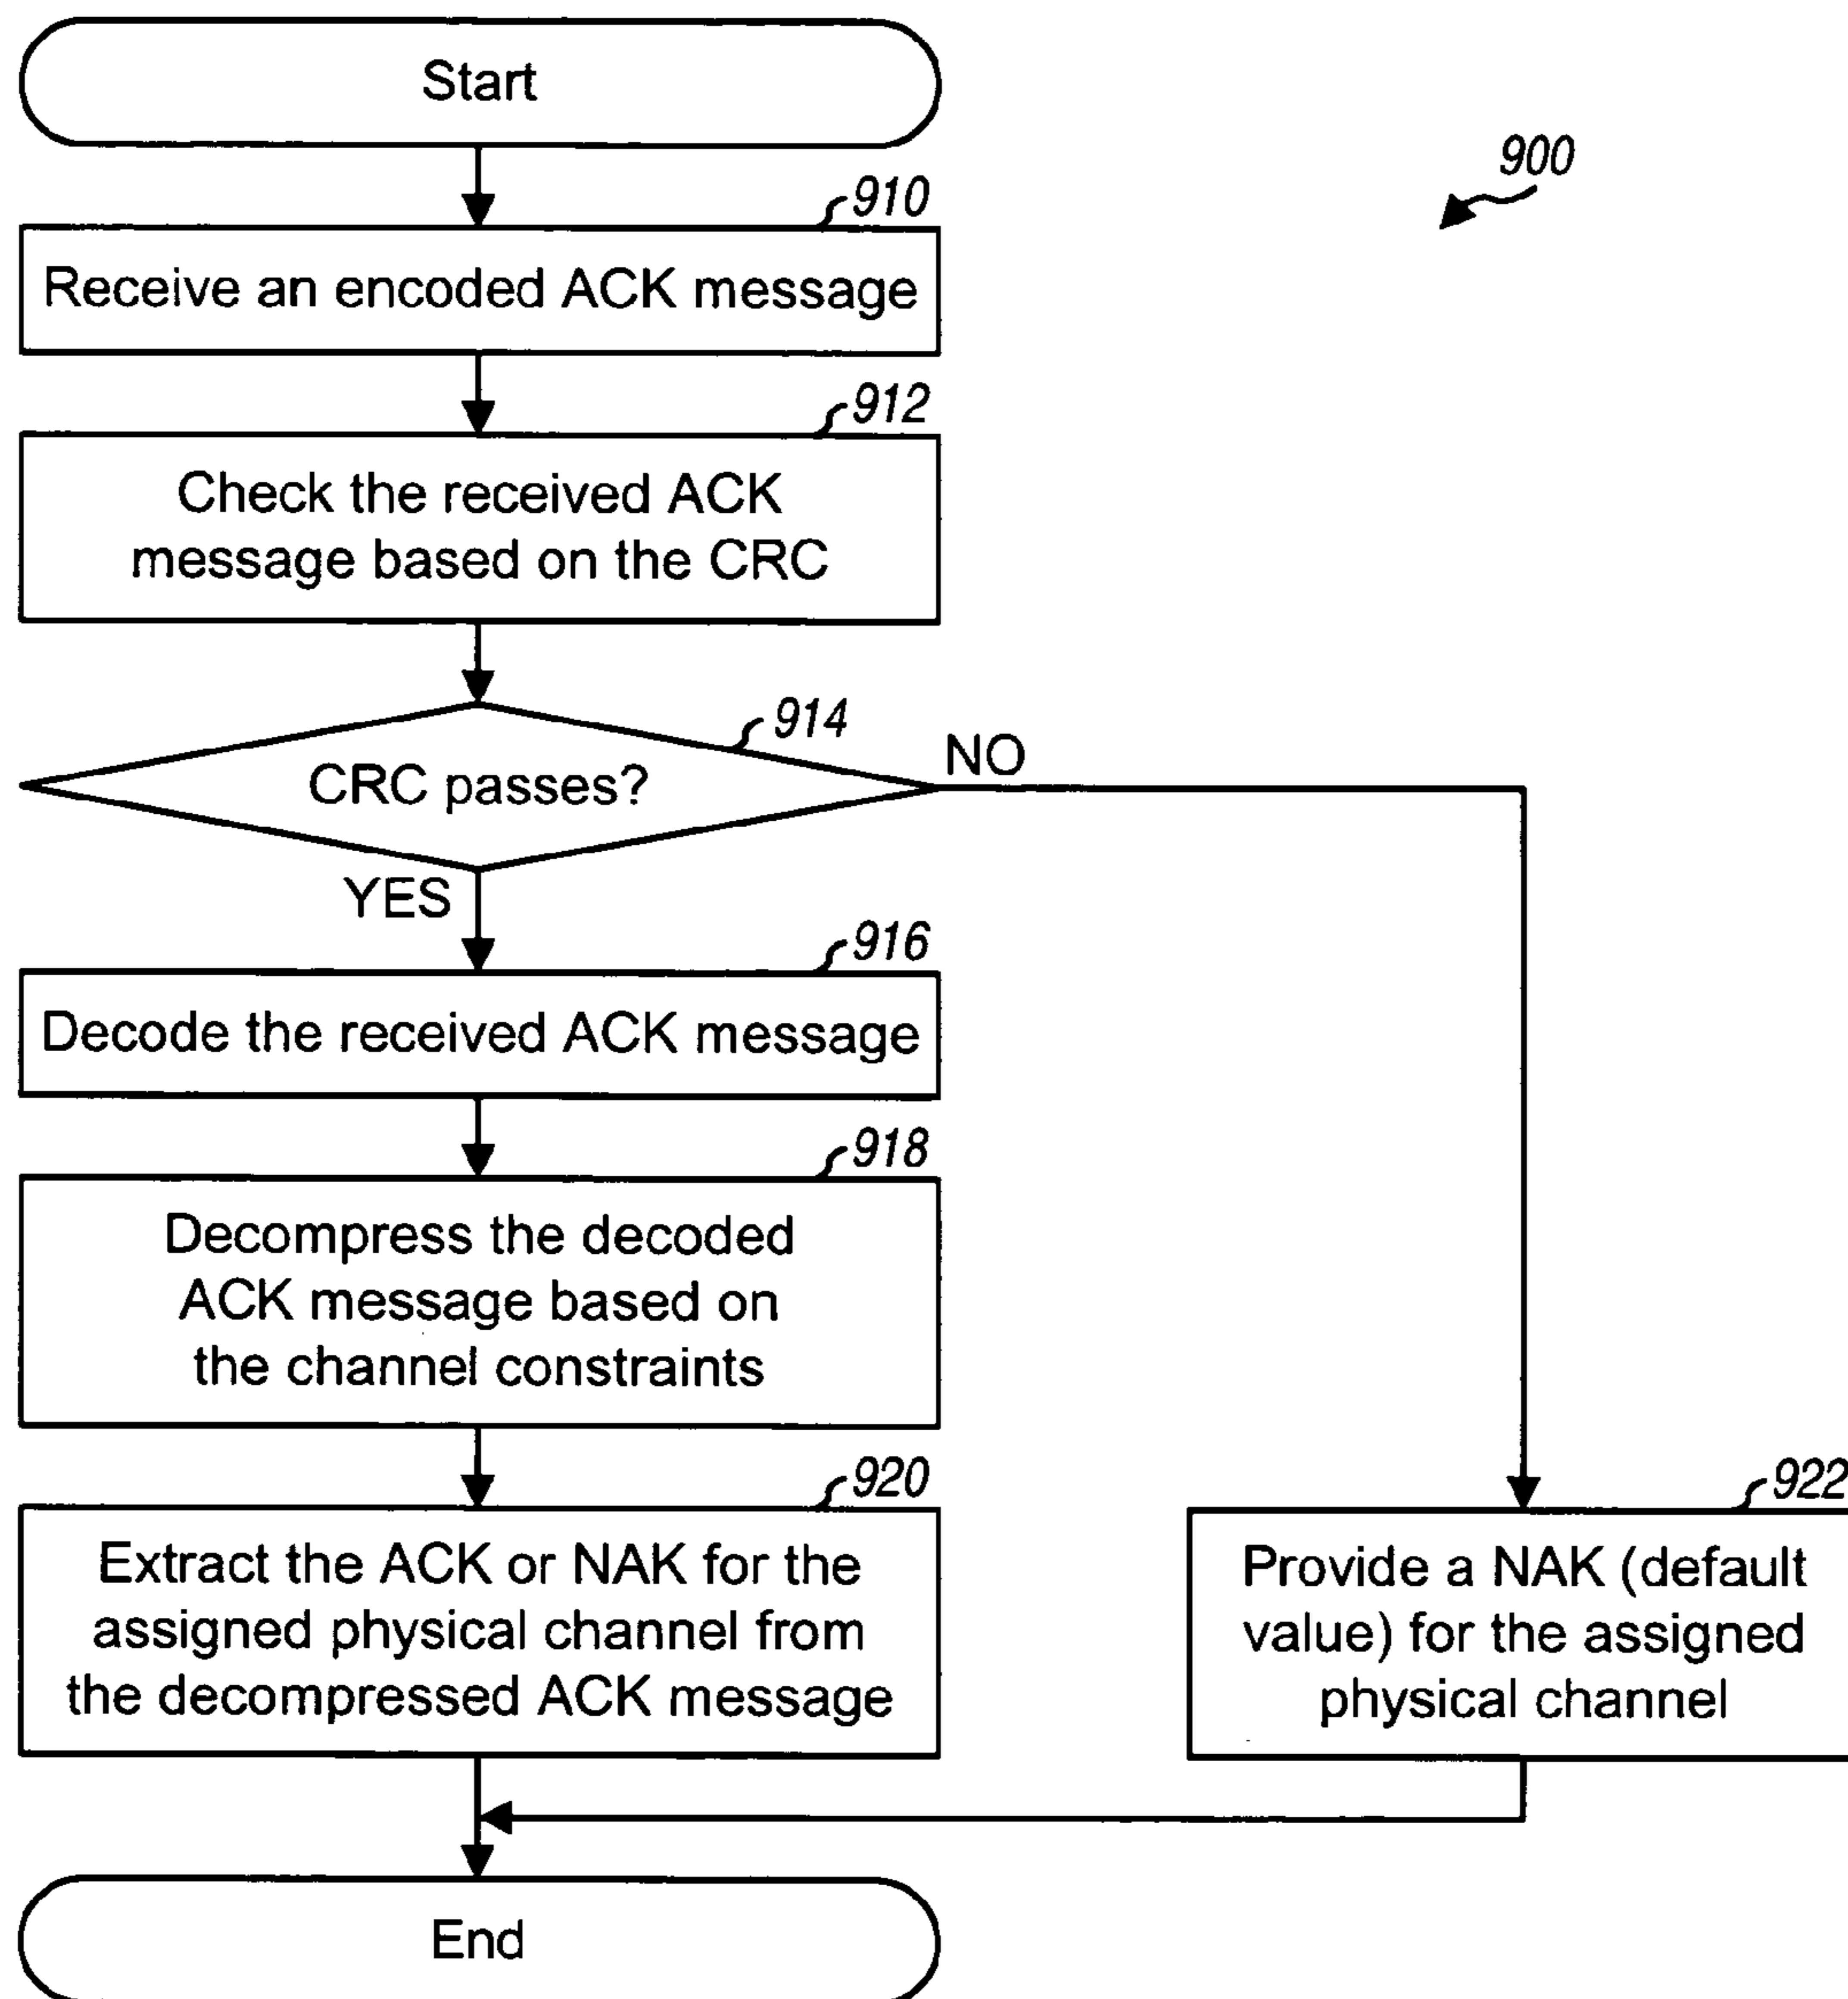 Start
900
910
Receive an encoded ACK message
912
Check the received ACK
message based on the CRC
914
CRC passes?
NO
YES
916
Decode the received ACK message
918
Decompress the decoded
ACK message based on
the channel constraints
920
Extract the ACK or NAK for the
assigned physical channel from
the decompressed ACK message
922
Provide a NAK (default
value) for the assigned
physical channel
End